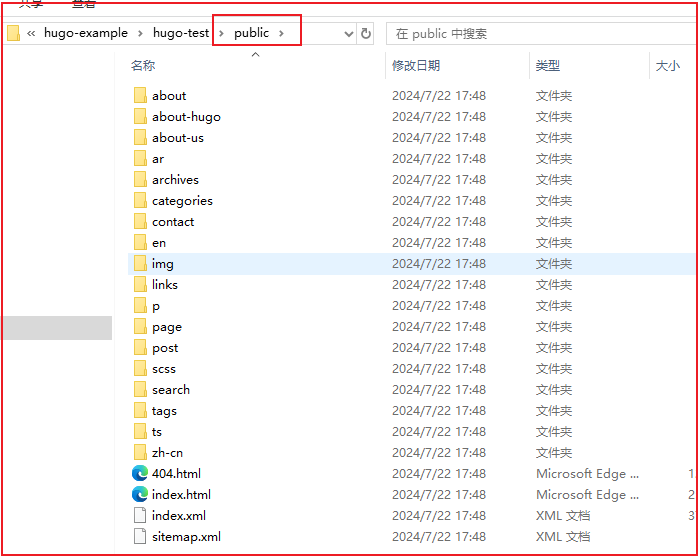 共享 查看
« hugo-example › hugo-test › public ›
在 public 中搜索
名称 修改日期 类型 大小
about 2024/7/22 17:48 文件夹
about-hugo 2024/7/22 17:48 文件夹
about-us 2024/7/22 17:48 文件夹
ar 2024/7/22 17:48 文件夹
archives 2024/7/22 17:48 文件夹
categories 2024/7/22 17:48 文件夹
contact 2024/7/22 17:48 文件夹
en 2024/7/22 17:48 文件夹
img 2024/7/22 17:48 文件夹
links 2024/7/22 17:48 文件夹
p 2024/7/22 17:48 文件夹
page 2024/7/22 17:48 文件夹
post 2024/7/22 17:48 文件夹
scss 2024/7/22 17:48 文件夹
search 2024/7/22 17:48 文件夹
tags 2024/7/22 17:48 文件夹
ts 2024/7/22 17:48 文件夹
zh-cn 2024/7/22 17:48 文件夹
404.html 2024/7/22 17:48 Microsoft Edge ... 1
index.html 2024/7/22 17:48 Microsoft Edge ... 2
index.xml 2024/7/22 17:48 XML 文档 3
sitemap.xml 2024/7/22 17:48 XML 文档